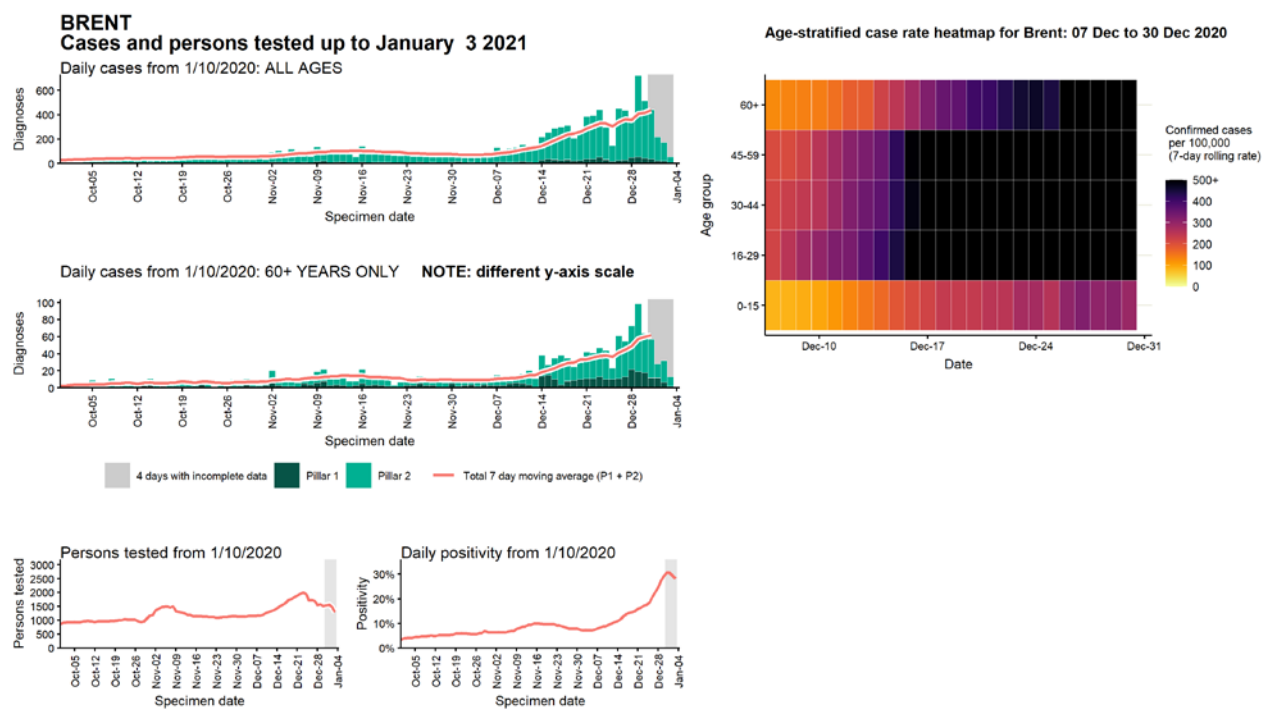 BRENT
Cases and persons tested up to January 3 2021
Daily cases from 1/10/2020: ALL AGES
Diagnoses
600
400
200
0
Oct-05 Oct-12 Oct-19 Oct-26 Nov-02 Nov-09 Nov-16 Nov-23 Nov-30 Dec-07 Dec-14 Dec-21 Dec-28 Jan-04
Specimen date
Daily cases from 1/10/2020: 60+ YEARS ONLY NOTE: different y-axis scale
Diagnoses
100
80
60
40
20
0
Oct-05 Oct-12 Oct-19 Oct-26 Nov-02 Nov-09 Nov-16 Nov-23 Nov-30 Dec-07 Dec-14 Dec-21 Dec-28 Jan-04
Specimen date
4 days with incomplete data Pillar 1 Pillar 2 Total 7 day moving average (P1 + P2)
Persons tested from 1/10/2020
Persons tested
3000
2500
2000
1500
1000
500
0
Oct-05 Oct-12 Oct-19 Oct-26 Nov-02 Nov-09 Nov-16 Nov-23 Nov-30 Dec-07 Dec-14 Dec-21 Dec-28 Jan-04
Specimen date
Daily positivity from 1/10/2020
Positivity
30%
20%
10%
0%
Oct-05 Oct-12 Oct-19 Oct-26 Nov-02 Nov-09 Nov-16 Nov-23 Nov-30 Dec-07 Dec-14 Dec-21 Dec-28 Jan-04
Specimen date
Age-stratified case rate heatmap for Brent: 07 Dec to 30 Dec 2020
Age group
60+
45-59
30-44
16-29
0-15
Dec-10 Dec-17 Dec-24 Dec-31
Date
Confirmed cases
per 100,000
(7-day rolling rate)
500+
400
300
200
100
0